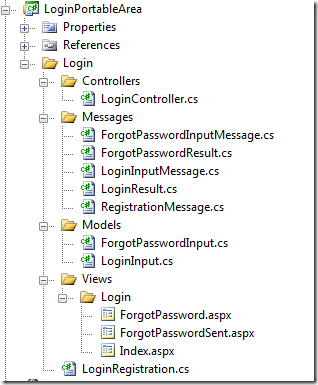 LoginPortableArea
Properties
References
Login
Controllers
LoginController.cs
Messages
ForgotPasswordInputMessage.cs
ForgotPasswordResult.cs
LoginInputMessage.cs
LoginResult.cs
RegistrationMessage.cs
Models
ForgotPasswordInput.cs
LoginInput.cs
Views
Login
ForgotPassword.aspx
ForgotPasswordSent.aspx
Index.aspx
LoginRegistration.cs